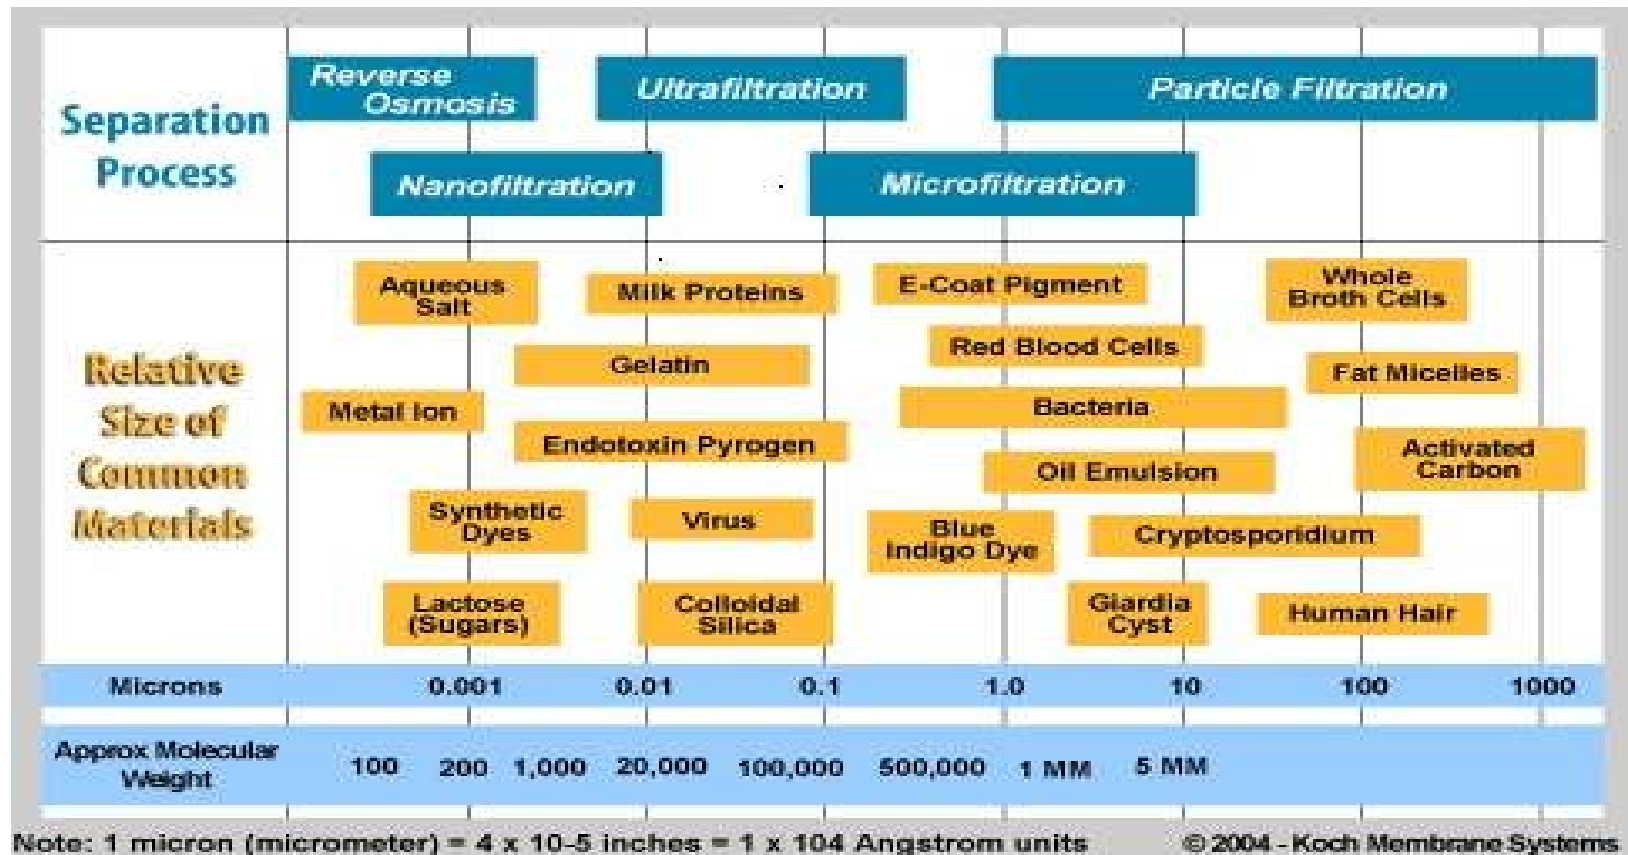 Reverse
Osmosis
Ultrafiltration
Particle Filtration
Separation
Process
Nanofiltration
Microfiltration
Aqueous
Salt
Milk Proteins
E-Coat Pigment
Whole
Broth Cells
Red Blood Cells
Gelatin
Fat Micelles
Relative
Size of
Common
Materials
Metal Ion
Bacteria
Endotoxin Pyrogen
Activated
Carbon
Oil Emulsion
Synthetic
Dyes
Virus
Blue
Indigo Dye
Cryptosporidium
Lactose
(Sugars)
Colloidal
Silica
Giardia
Cyst
Human Hair
Microns 0.001 0.01 0.1 1.0 10 100 1000
Approx Molecular
Weight
100 200 1,000 20,000 100,000 500,000 1 MM 5 MM
Note: 1 micron (micrometer) = 4 x 10-5 inches = 1 x 104 Angstrom units © 2004 - Koch Membrane Systems